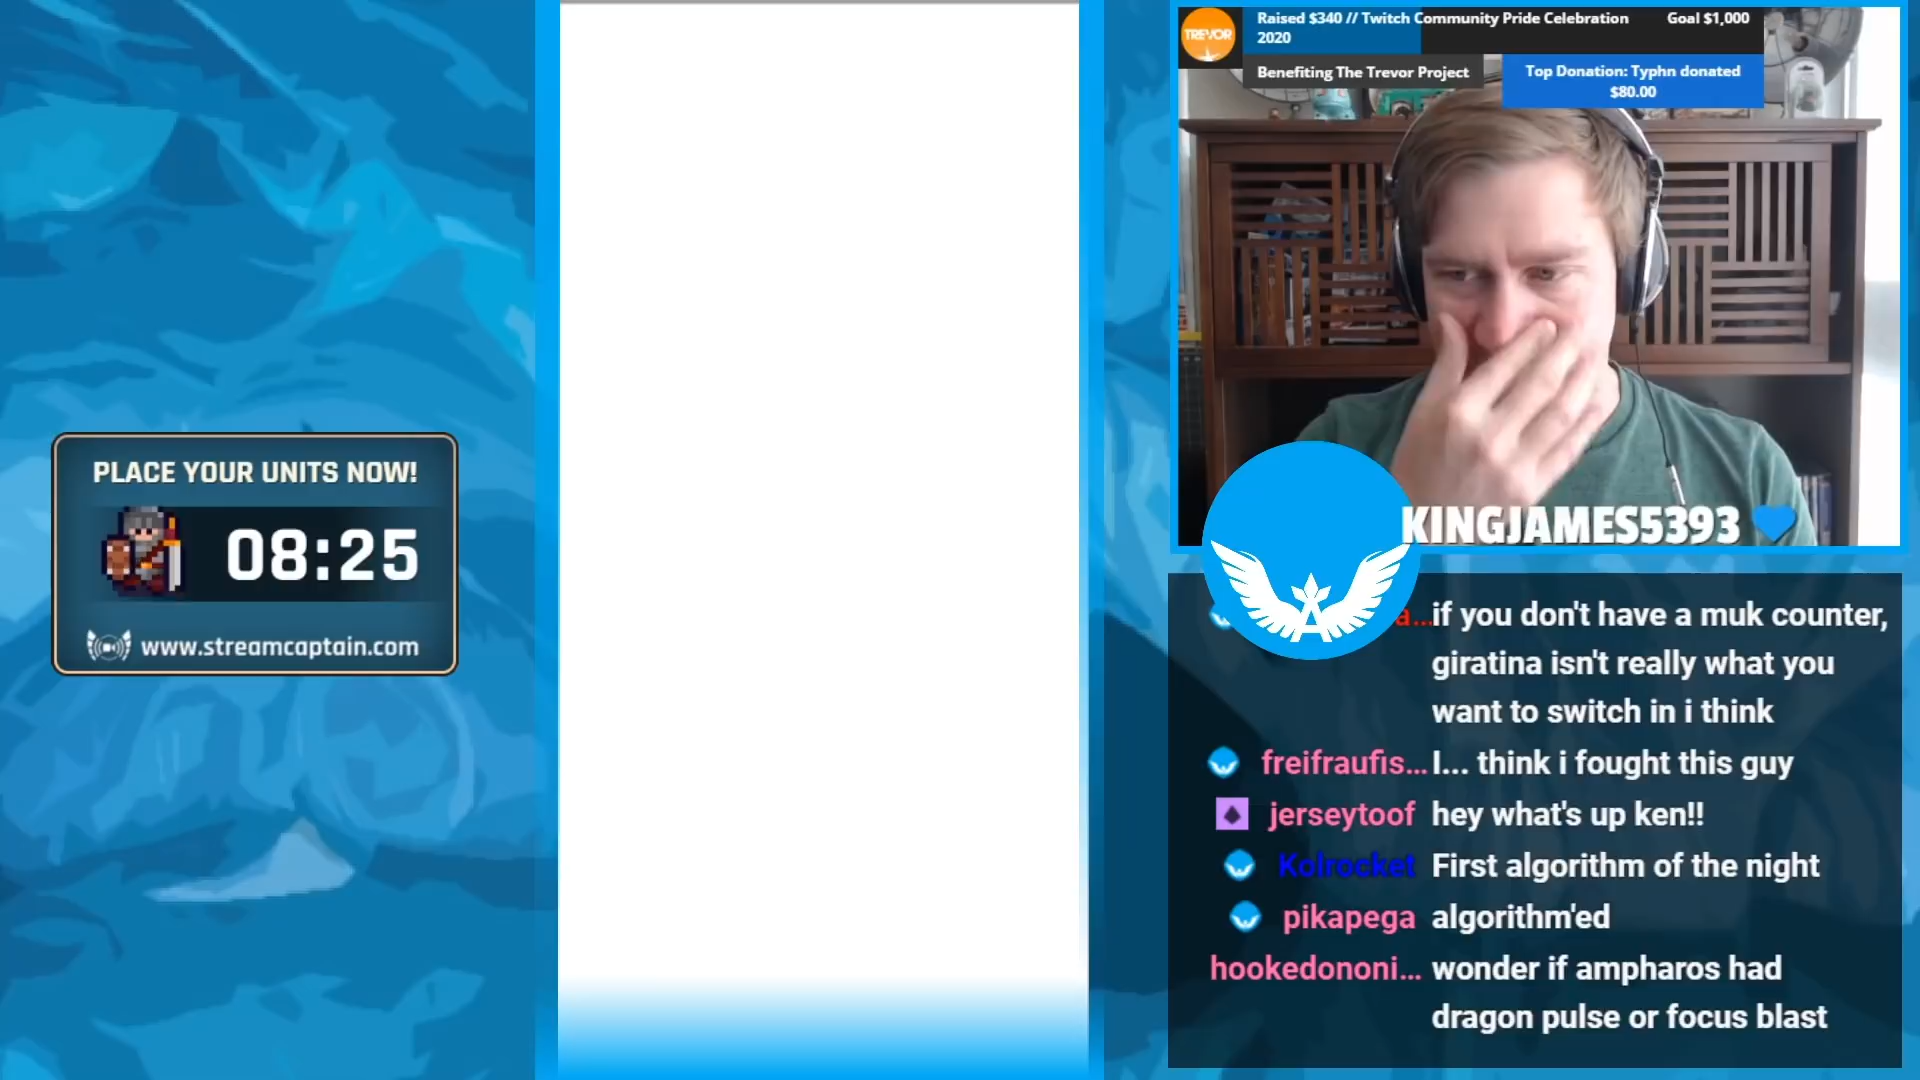 PLACE YOUR UNITS NOW!
08:25
www.streamcaptain.com
TREVOR
Raised $340 // Twitch Community Pride Celebration
2020
Goal $1,000
Benefiting The Trevor Project
Top Donation: Typhn donated
$80.00
KINGJAMES5393
a... if you don't have a muk counter,
giratina isn't really what you
want to switch in i think
freifraufis... I... think i fought this guy
jerseytoof hey what's up ken!!
Kolrocket First algorithm of the night
pikapega algorithm'ed
hookedononi... wonder if ampharos had
dragon pulse or focus blast